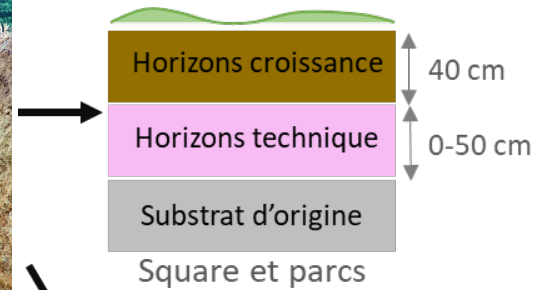 Horizons croissance
40 cm
Horizons technique
0-50 cm
Substrat d'origine
Square et parcs